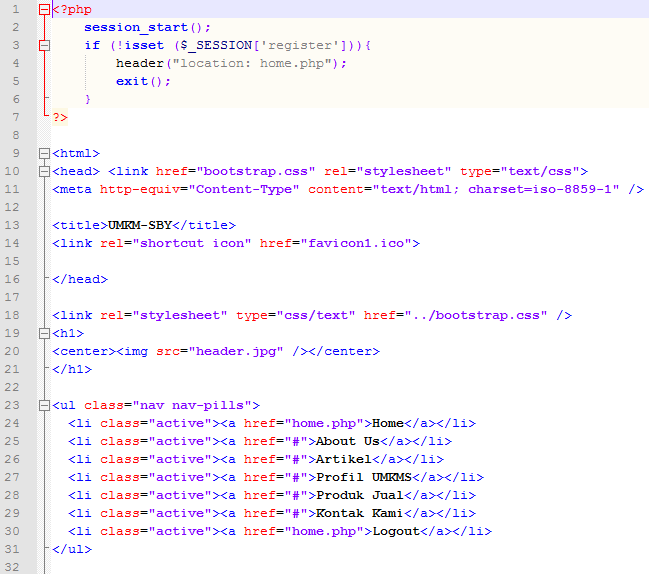 1 <?php
2 session_start();
3 if (!isset ($_SESSION['register'])){
4 header("location: home.php");
5 exit();
6 }
7 ?>
8
9 <html>
10 <head> <link href="bootstrap.css" rel="stylesheet" type="text/css">
11 <meta http-equiv="Content-Type" content="text/html; charset=iso-8859-1" />
12
13 <title>UMKM-SBY</title>
14 <link rel="shortcut icon" href="favicon1.ico">
15
16 </head>
17
18 <link rel="stylesheet" type="css/text" href="../bootstrap.css" />
19 <h1>
20 <center><img src="header.jpg" /></center>
21 </h1>
22
23 <ul class="nav nav-pills">
24 <li class="active"><a href="home.php">Home</a></li>
25 <li class="active"><a href="#">About Us</a></li>
26 <li class="active"><a href="#">Artikel</a></li>
27 <li class="active"><a href="#">Profil UMKMS</a></li>
28 <li class="active"><a href="#">Produk Jual</a></li>
29 <li class="active"><a href="#">Kontak Kami</a></li>
30 <li class="active"><a href="home.php">Logout</a></li>
31 </ul>
32